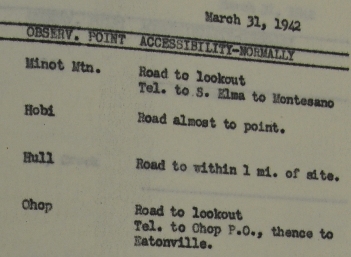 March 31, 1942
OBSERV. POINT ACCESSIBILITY-NORMALLY
Minot Mtn. Road to lookout
Tel. to S. Elma to Montesano
Hobi Road almost to point.
Hull Road to within 1 mi. of site.
Ohop Road to lookout
Tel. to Ohop P.O., thence to
Eatonville.